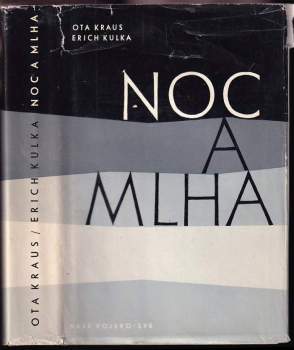 OTA KRAUS / ERICH KULKA NOC A MLHA
OTA KRAUS
ERICH KULKA
NOC
A
MLHA
NAŠE VOJSKO / SPB